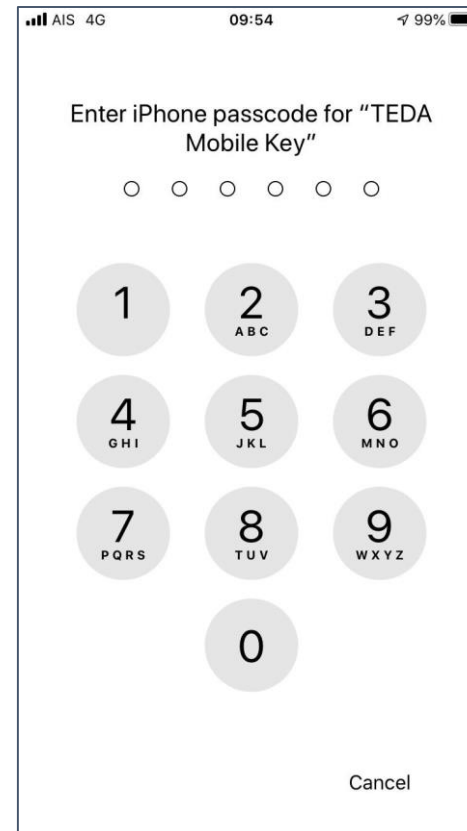 AIS 4G 09:54 99%
Enter iPhone passcode for “TEDA
Mobile Key”
1 2 3
ABC DEF
4 5 6
GHI JKL MNO
7 8 9
PQRS TUV WXYZ
0
Cancel